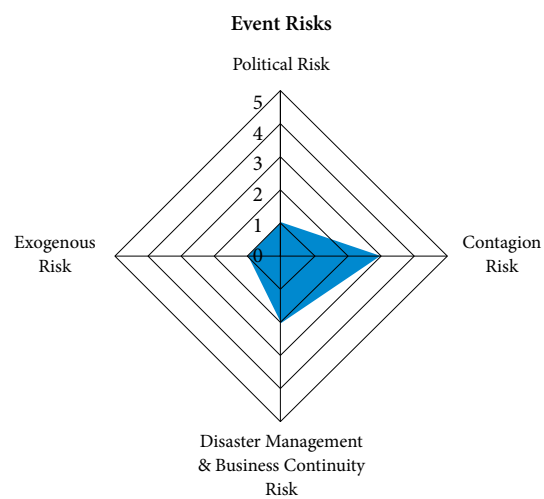 Event Risks
Political Risk
5
4
3
2
1
0
Exogenous
Risk
Contagion
Risk
Disaster Management
& Business Continuity
Risk